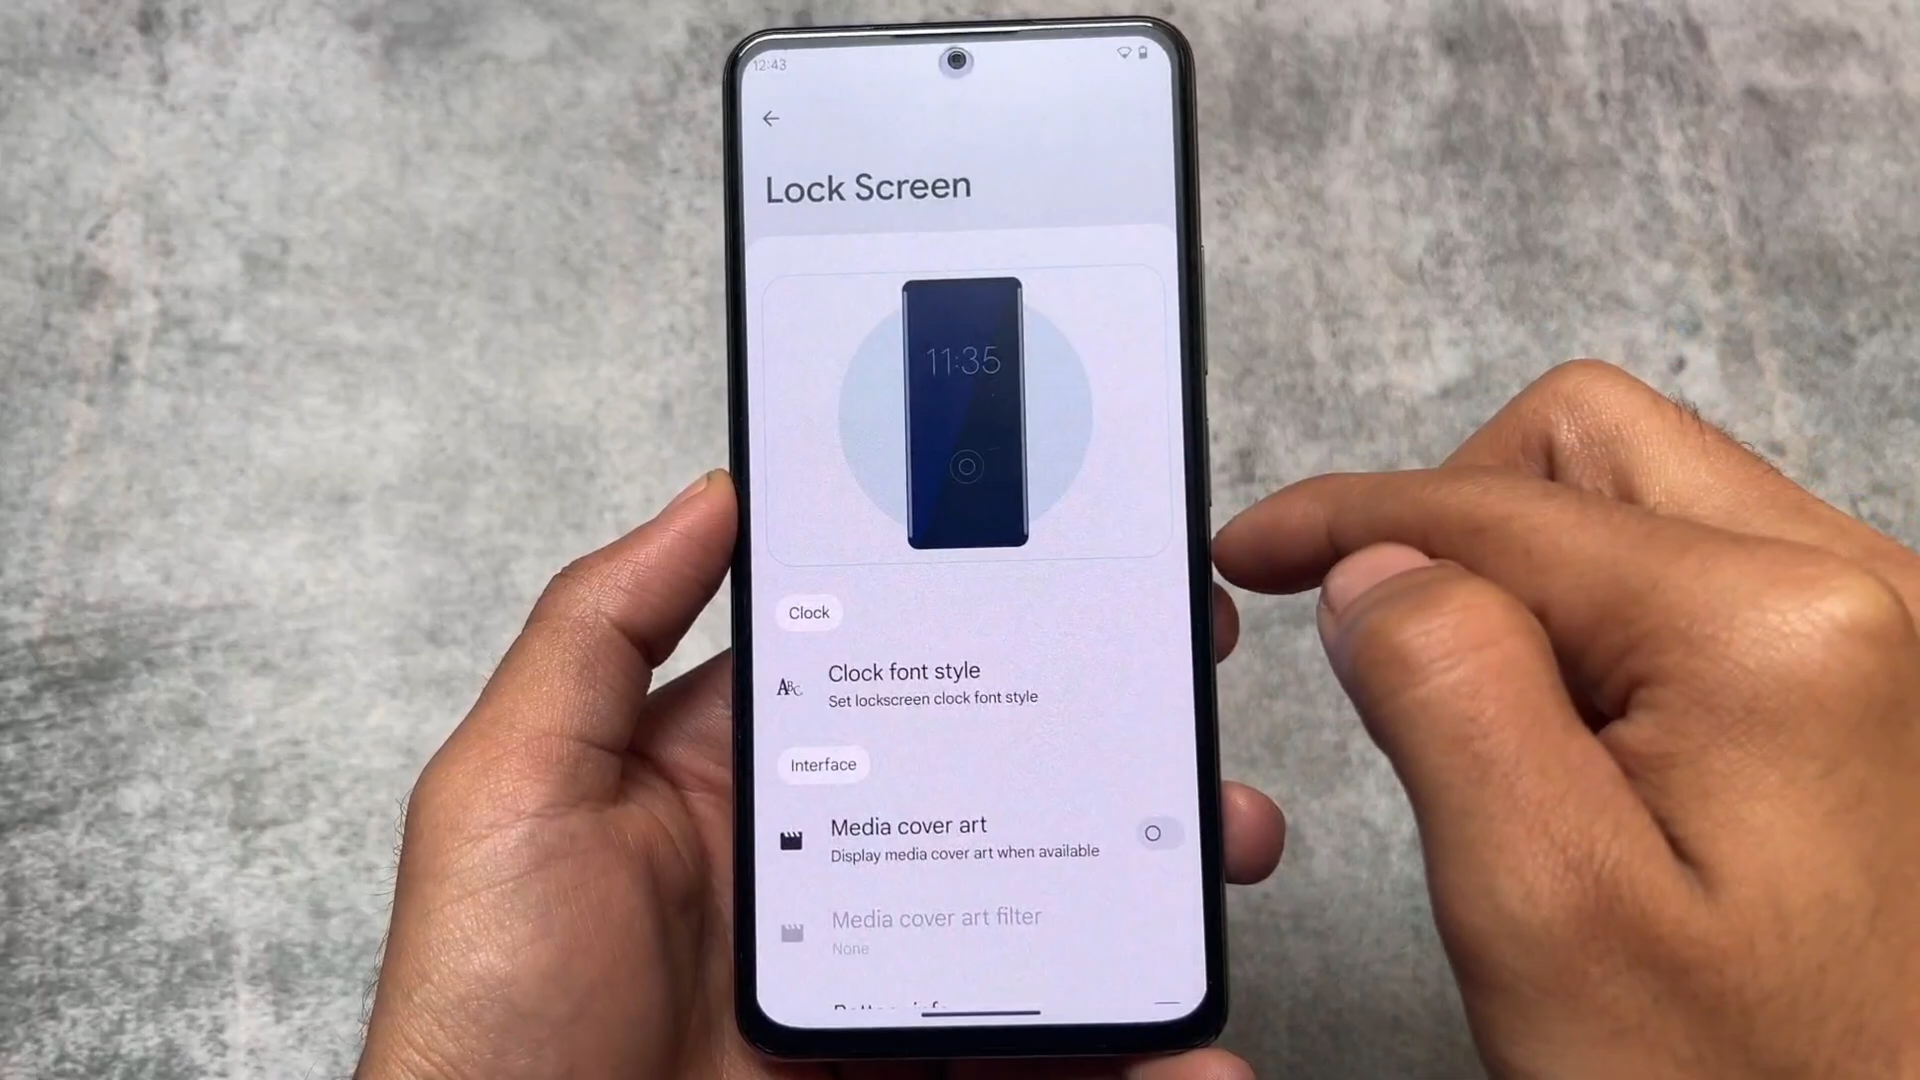 12:43
Lock Screen
11:35
Clock
ABC
Clock font style
Set lockscreen clock font style
Interface
Media cover art
Display media cover art when available
Media cover art filter
None